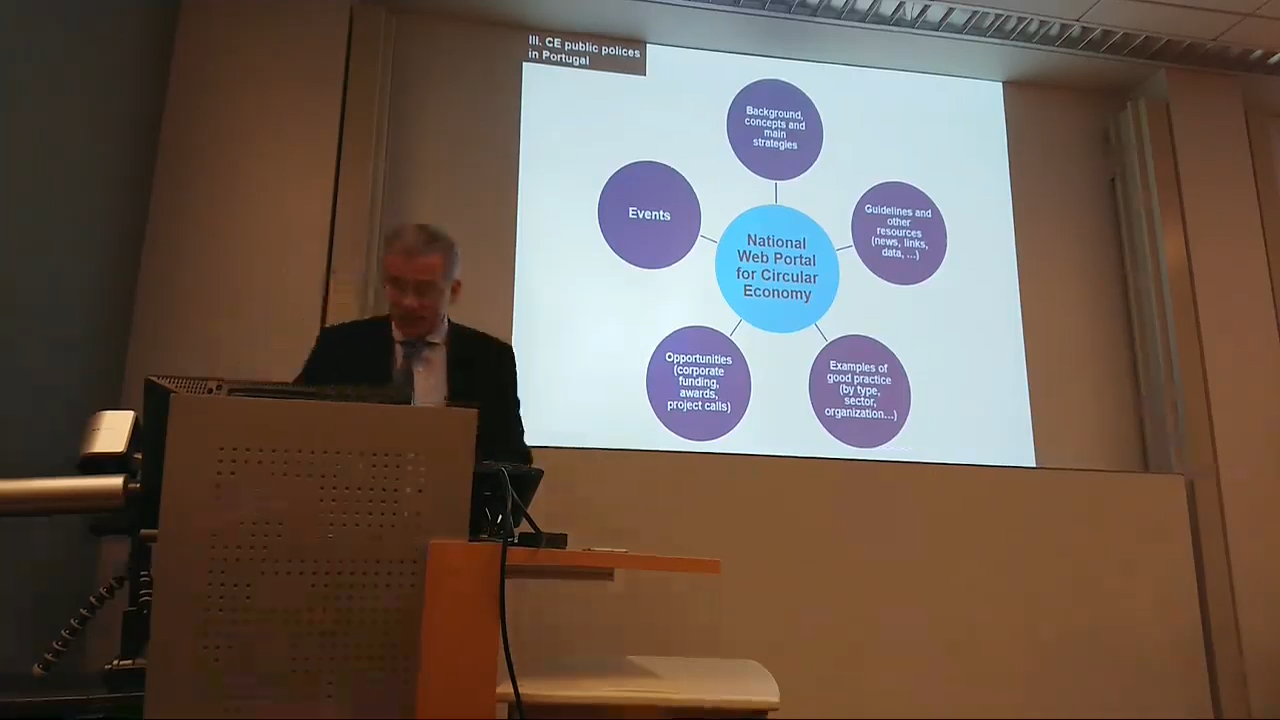 III. CE public polices
in Portugal
Background,
concepts and
main
strategies
Events
Guidelines and
other
resources
(news, links,
data, ...)
National
Web Portal
for Circular
Economy
Opportunities
(corporate
funding,
awards,
project calls)
Examples of
good practice
(by type,
sector,
organization...)